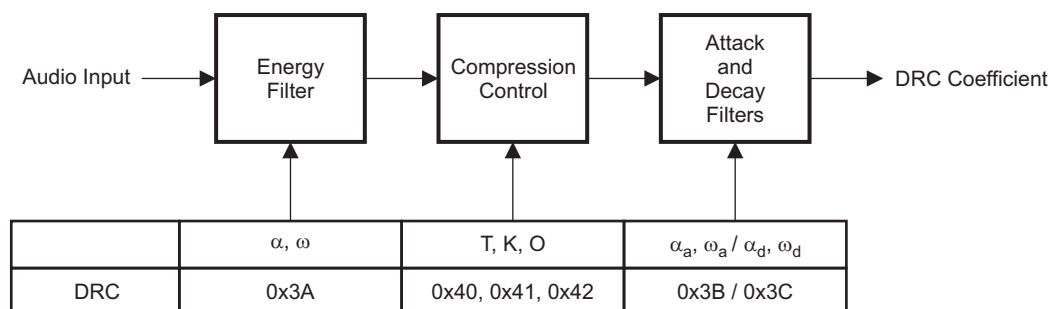 Audio Input
Energy
Filter
Compression
Control
Attack
and
Decay
Filters
DRC Coefficient
α, ω
T, K, O
αa, ωa / αd, ωd
DRC
0x3A
0x40, 0x41, 0x42
0x3B / 0x3C